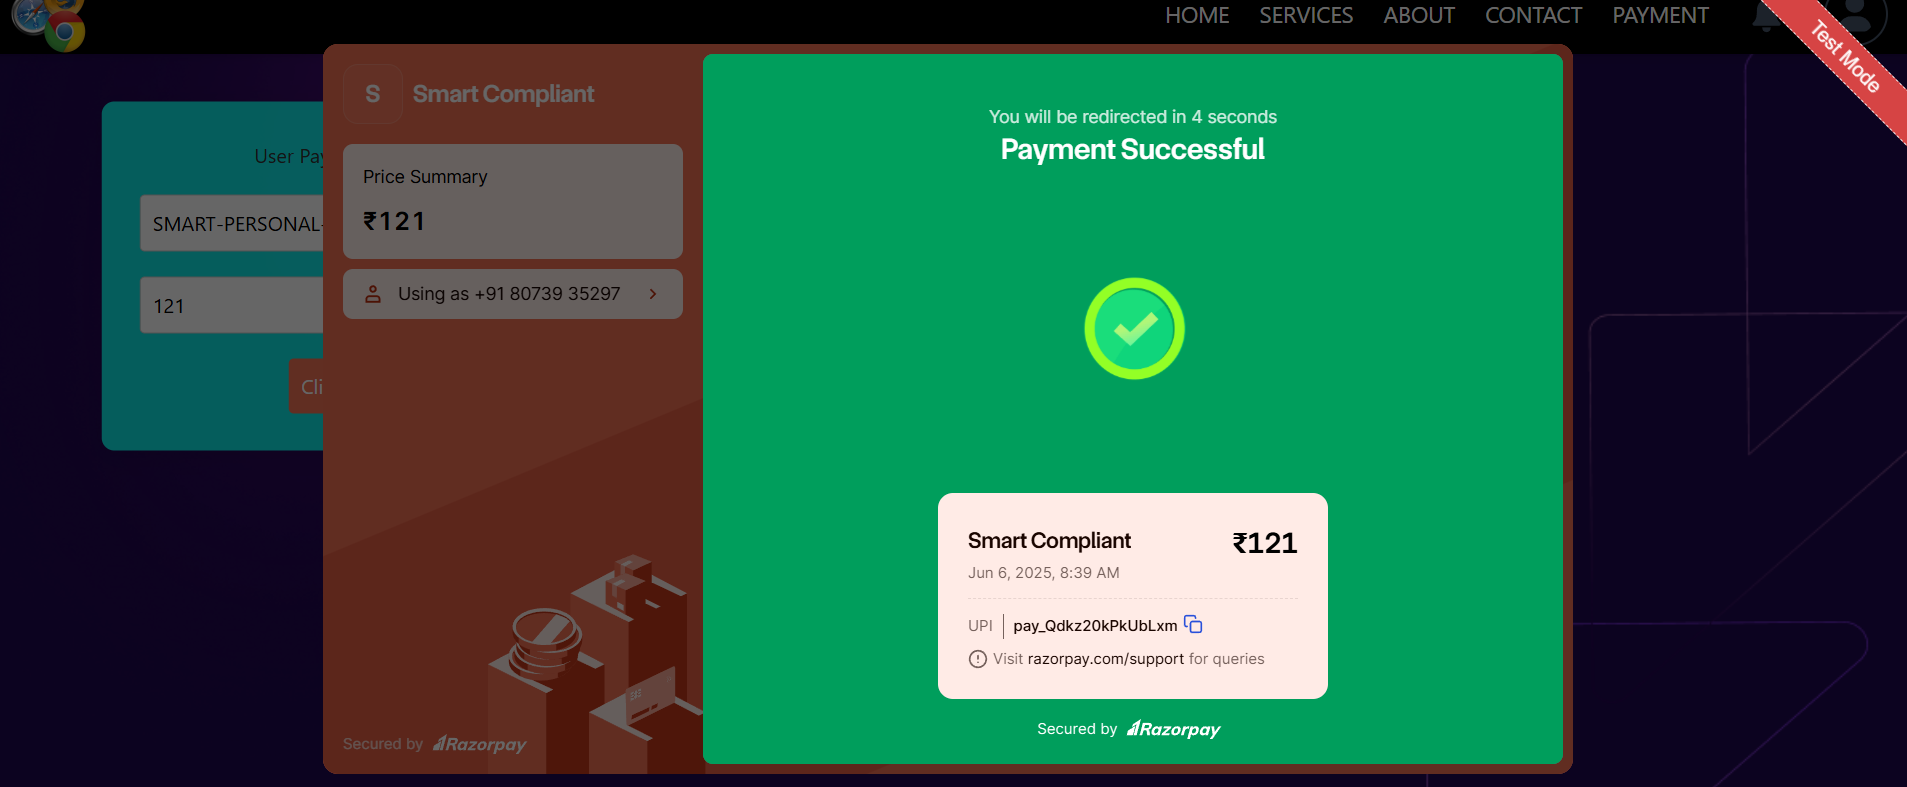 HOME SERVICES ABOUT CONTACT PAYMENT
Test Mode
User Pay
SMART-PERSONAL-
121
Cli
S
Smart Compliant
Price Summary
₹121
Using as +91 80739 35297
Secured by Razorpay
You will be redirected in 4 seconds
Payment Successful
Smart Compliant
₹121
Jun 6, 2025, 8:39 AM
UPI pay_Qdkz20kPkUbLxm
Visit razorpay.com/support for queries
Secured by Razorpay